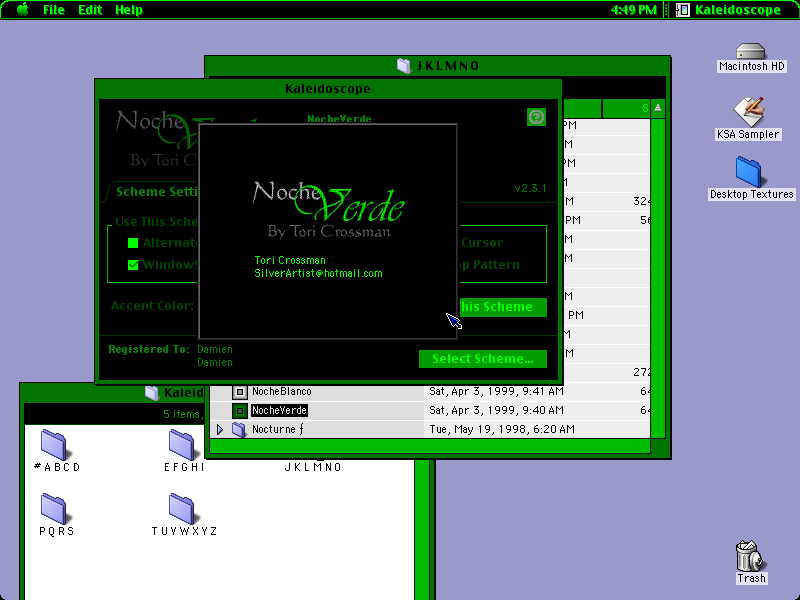 File Edit Help
4:49 PM
Kaleidoscope
JKLMNO
Kaleidoscope
Noche
By Tori Cr
NocheVerde
v2.3.1
Scheme Setti
Use This Sche
Alternat
Window
Cursor
p Pattern
Accent Color:
his Scheme
Registered To: Damien
Damien
Select Scheme...
Noche Verde
By Tori Crossman
Tori Crossman
SilverArtist@hotmail.com
S
PM
M
PM
M
M 324
PM 56
M
M
M
PM
M
M
272
NocheBlanco Sat, Apr 3, 1999, 9:41 AM 64
NocheVerde Sat, Apr 3, 1999, 9:40 AM 64
Nocturne ƒ Tue, May 19, 1998, 6:20 AM
Kaleid
5 items,
#ABCD
EFGHI
JKLMNO
PQRS
TUVWXYZ
Macintosh HD
KSA Sampler
Desktop Textures
Trash